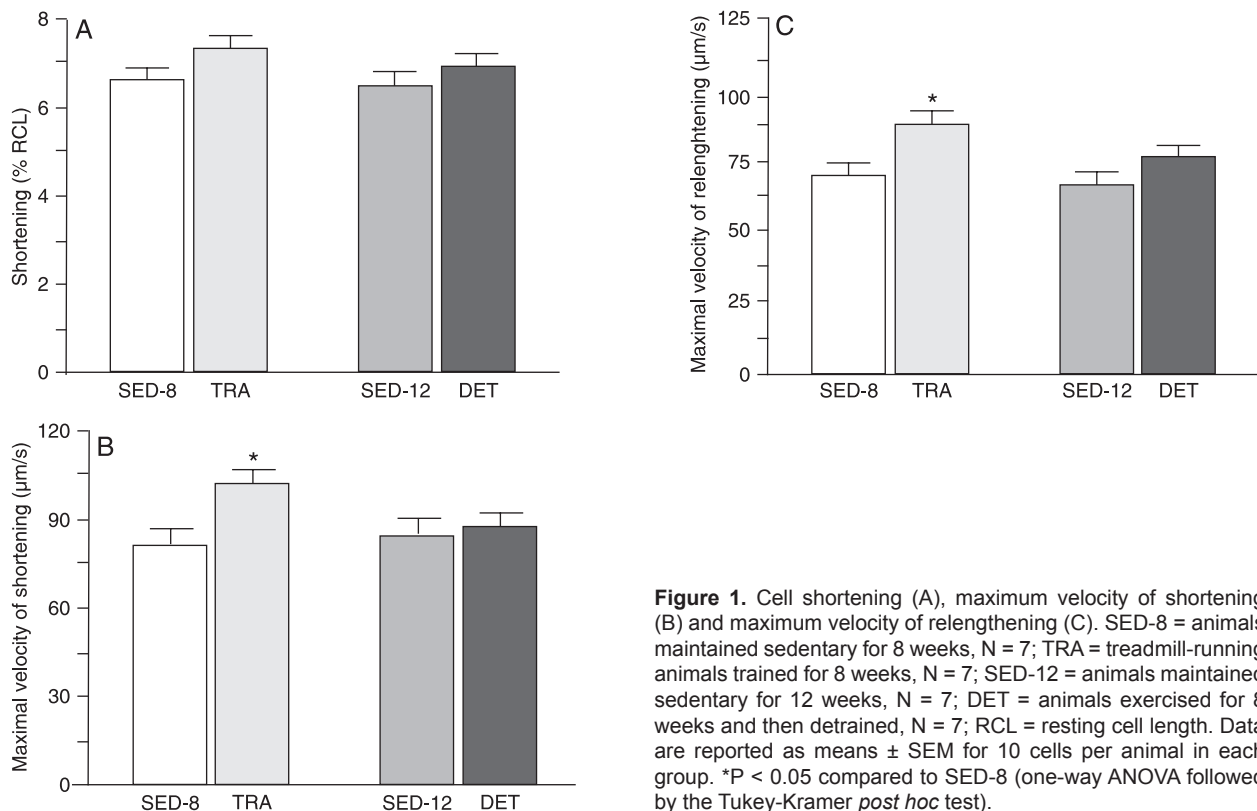 A
Shortening (% RCL)
8
6
4
2
0
SED-8 TRA SED-12 DET
B
Maximal velocity of shortening (µm/s)
120
90
60
30
0
*
SED-8 TRA SED-12 DET
C
Maximal velocity of relenghtening (µm/s)
125
100
75
50
25
0
*
SED-8 TRA SED-12 DET
Figure 1. Cell shortening (A), maximum velocity of shortening
(B) and maximum velocity of relengthening (C). SED-8 = animals
maintained sedentary for 8 weeks, N = 7; TRA = treadmill-running
animals trained for 8 weeks, N = 7; SED-12 = animals maintained
sedentary for 12 weeks, N = 7; DET = animals exercised for 8
weeks and then detrained, N = 7; RCL = resting cell length. Data
are reported as means ± SEM for 10 cells per animal in each
group. *P < 0.05 compared to SED-8 (one-way ANOVA followed
by the Tukey-Kramer post hoc test).